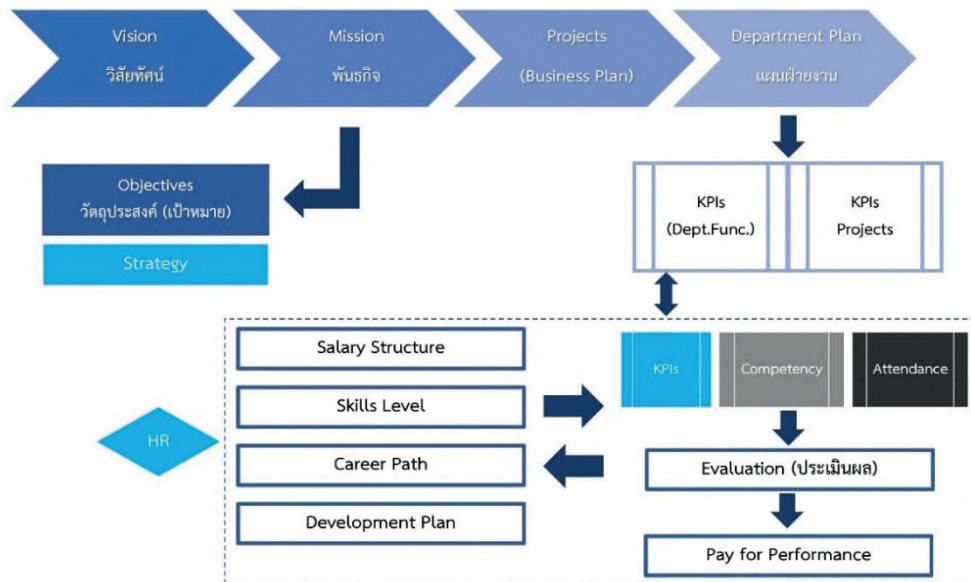 Vision
วิสัยทัศน์
Mission
พันธกิจ
Projects
(Business Plan)
Department Plan
แผนฝ่ายงาน
Objectives
วัตถุประสงค์ (เป้าหมาย)
Strategy
KPIs
(Dept.Func.)
KPIs
Projects
HR
Salary Structure
Skills Level
Career Path
Development Plan
KPIs
Competency
Attendance
Evaluation (ประเมินผล)
Pay for Performance